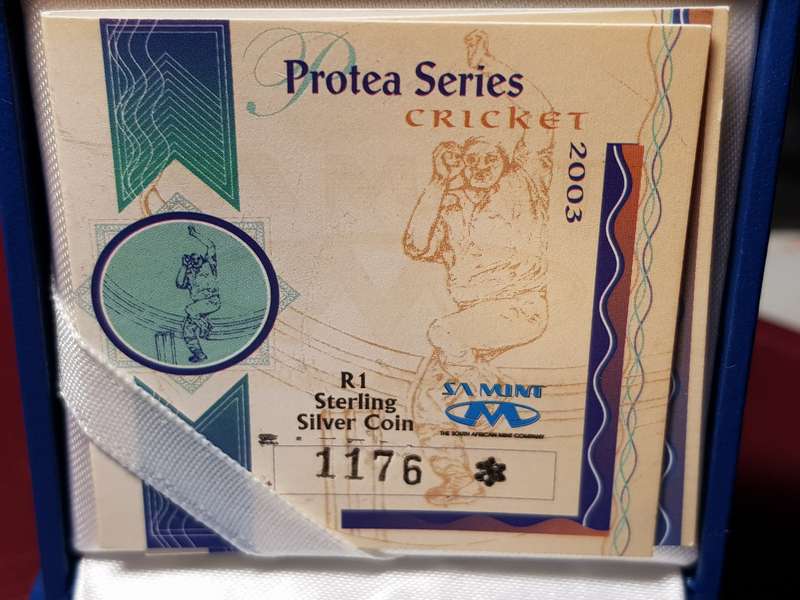 Protea Series
CRICKET
2003
R1
Sterling
Silver Coin
SA MINT
THE SOUTH AFRICAN MINT COMPANY
1176 *